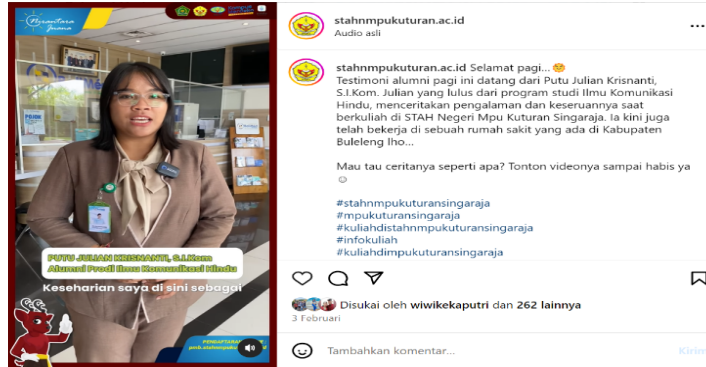 Nirantara
Jnana
PUTU JULIAN KRISNANTI, S.I.Kom
Alumni Prodi Ilmu Komunikasi Hindu
Keseharian saya di sini sebagai
stahnmpukuturan.ac.id
Audio asli
stahnmpukuturan.ac.id Selamat pagi...
Testimoni alumni pagi ini datang dari Putu Julian Krisnanti,
S.I.Kom. Julian yang lulus dari program studi Ilmu Komunikasi
Hindu, menceritakan pengalaman dan keseruannya saat
berkuliah di STAH Negeri Mpu Kuturan Singaraja. Ia kini juga
telah bekerja di sebuah rumah sakit yang ada di Kabupaten
Buleleng lho...
Mau tau ceritanya seperti apa? Tonton videonya sampai habis ya
#stahnmpukuturansingaraja
#mpukuturansingaraja
#kuliahdistahnmpukuturansingaraja
#infokuliah
#kuliahdimpukuturansingaraja
Disukai oleh wiwikekaputri dan 262 lainnya
3 Februari
Tambahkan komentar...
Kirim